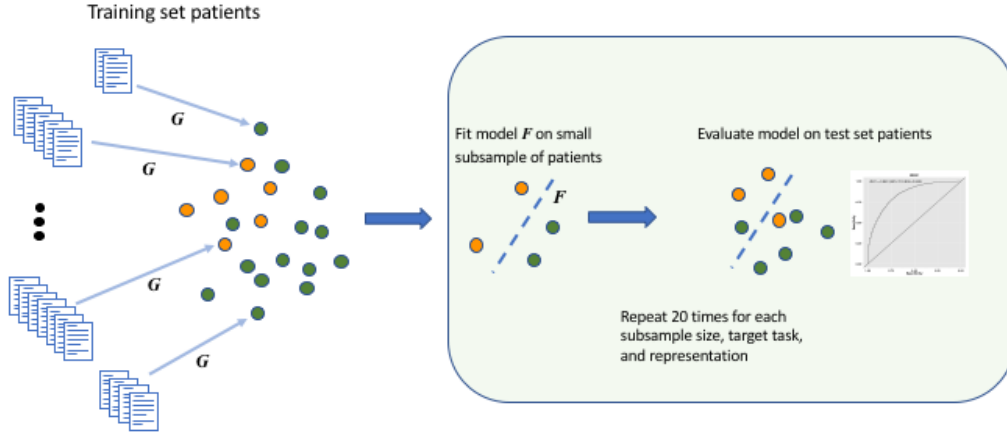 Training set patients
G
G
G
G
Fit model F on small
subsample of patients
F
Evaluate model on test set patients
Repeat 20 times for each
subsample size, target task,
and representation